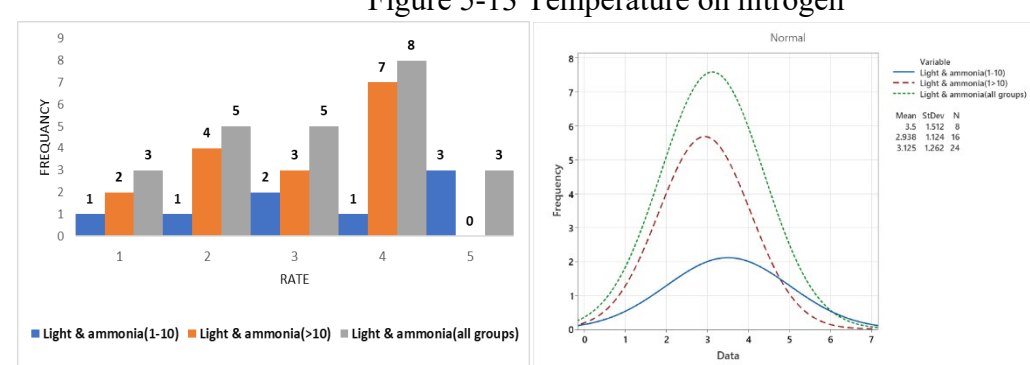 Figure 5-13 Temperature on nitrogen
9
8
7
6
5
4
3
2
1
0
FREQUANCY
1 2 3
1 4 5
2 3 5
1 7 8
3 0 3
1 2 3 4 5
RATE
Light & ammonia(1-10) Light & ammonia(>10) Light & ammonia(all groups)
Normal
8
7
6
5
4
3
2
1
0
Frequency
0 1 2 3 4 5 6 7
Data
Variable
Light & ammonia(1-10)
Light & ammonia(1>10)
Light & ammonia(all groups)
Mean StDev N
3.5 1.512 8
2.938 1.124 16
3.125 1.262 24